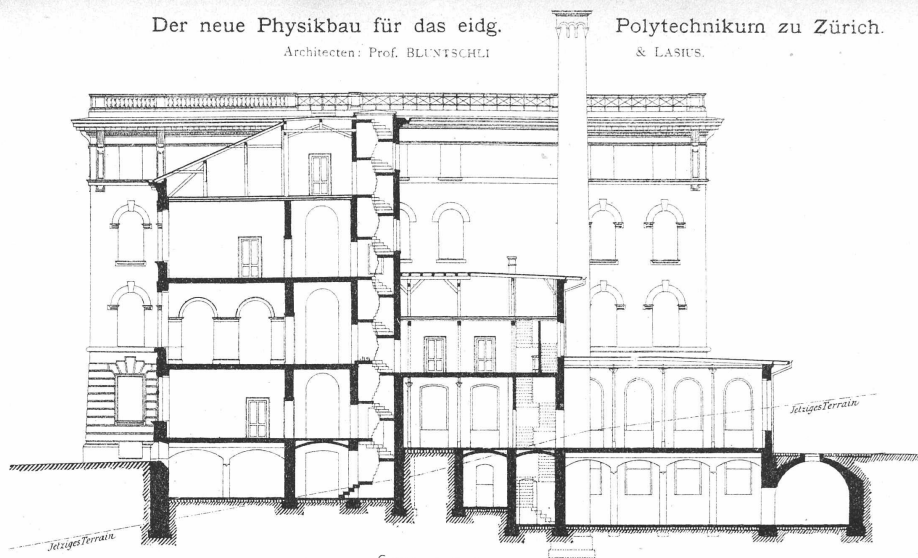 Der neue Physikbau für das eidg. Polytechnikum zu Zürich.
Architecten: Prof. BLUNTSCHLI & LASIUS.
Jetziges Terrain
Jetziges Terrain